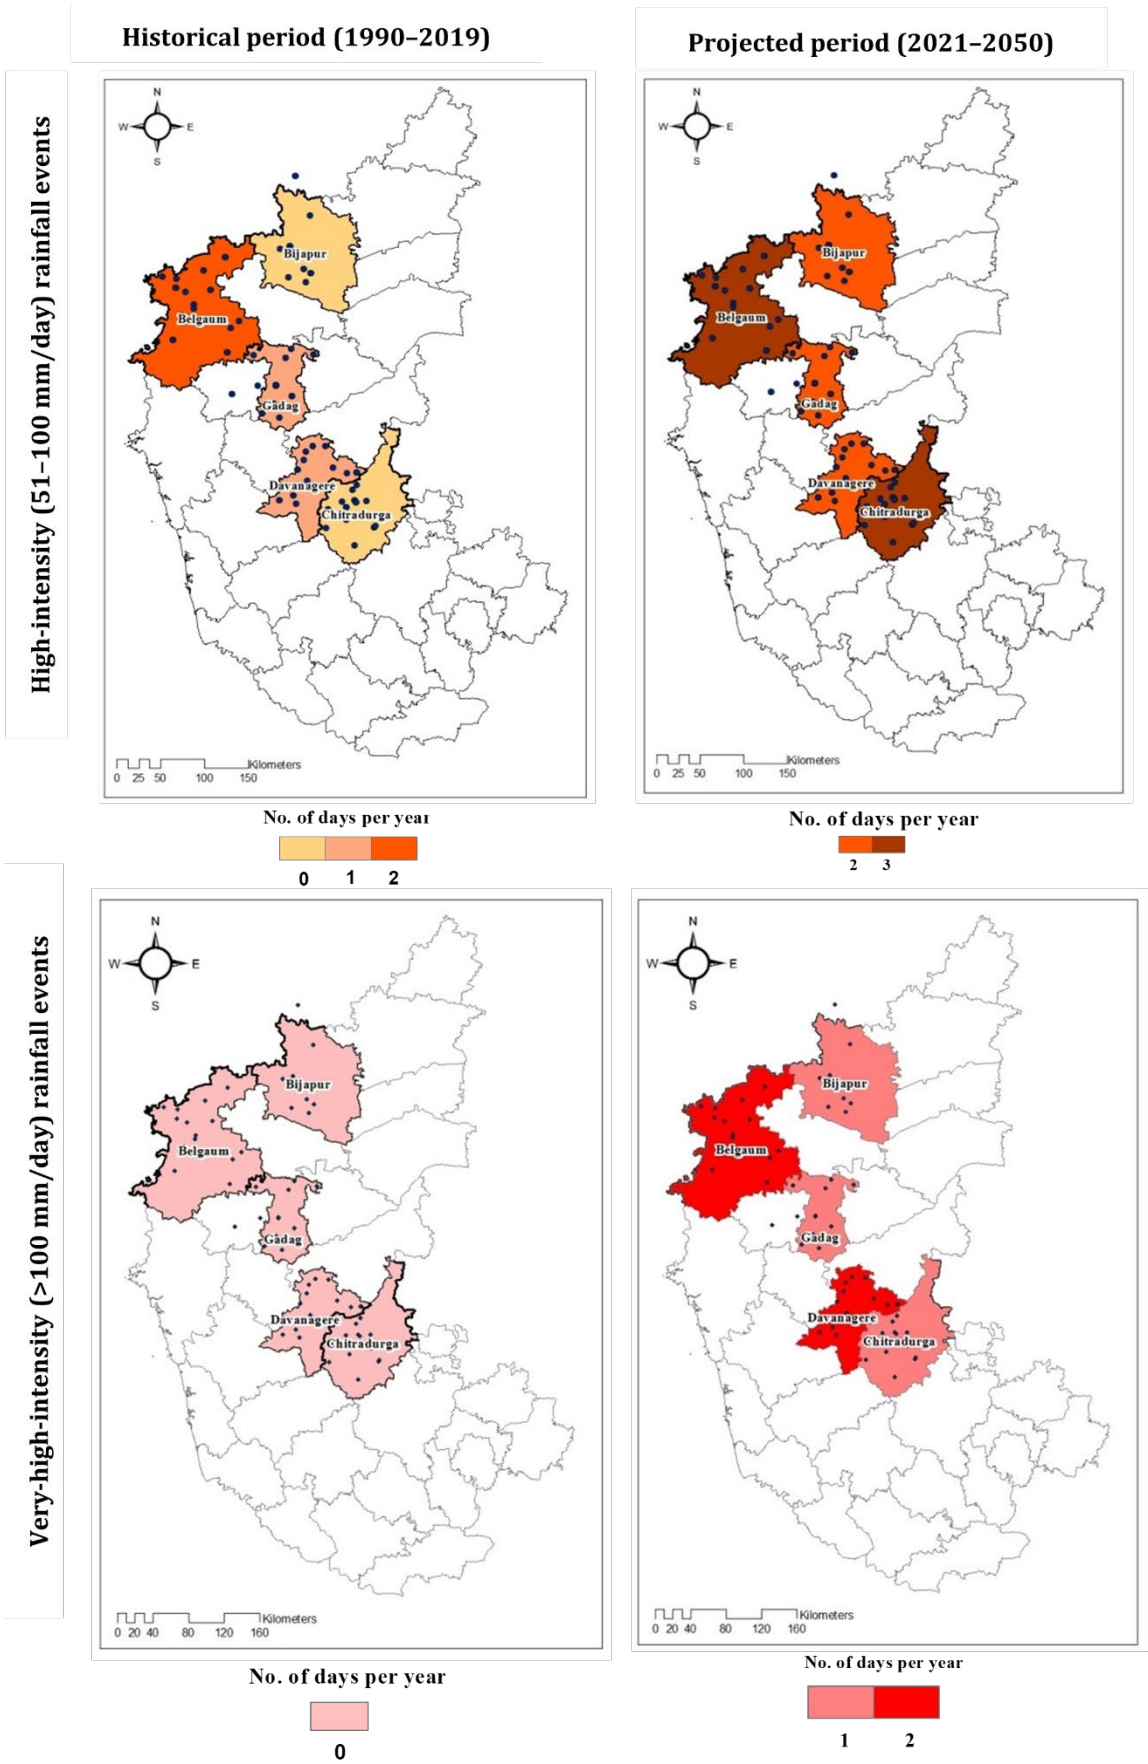 Historical period (1990–2019)
Projected period (2021–2050)
High-intensity (51–100 mm/day) rainfall events
N
W E
S
Bijapur
Belgaum
Gadag
Davanagere
Chitradurga
Kilometers
0 25 50 100 150
No. of days per year
0 1 2
N
W E
S
Bijapur
Belgaum
Gadag
Davanagere
Chitradurga
Kilometers
0 25 50 100 150
No. of days per year
2 3
Very-high-intensity (>100 mm/day) rainfall events
N
W E
S
Bijapur
Belgaum
Gadag
Davanagere
Chitradurga
Kilometers
0 20 40 80 120 160
No. of days per year
0
N
W E
S
Bijapur
Belgaum
Gadag
Davanagere
Chitradurga
Kilometers
0 20 40 80 120 160
No. of days per year
1 2